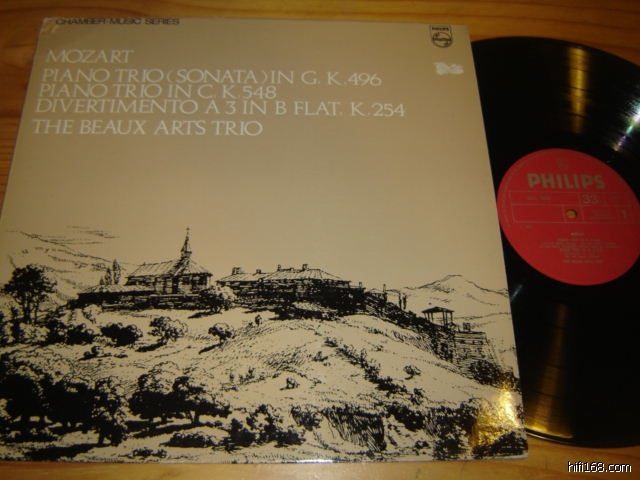 CHAMBER-MUSIC SERIES
PHILIPS
MOZART
PIANO TRIO (SONATA) IN G, K.496
PIANO TRIO IN C, K.548
DIVERTIMENTO A 3 IN B FLAT, K.254
THE BEAUX ARTS TRIO
PHILIPS
33
1
hifi168.com